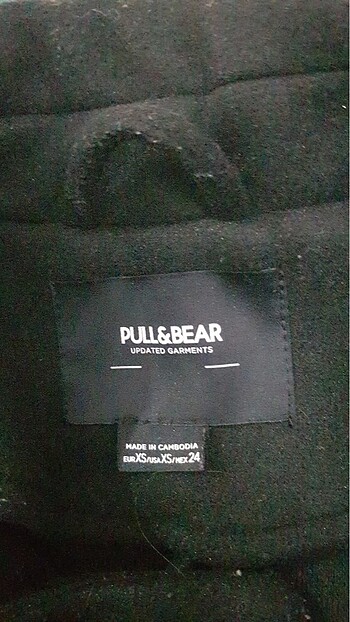 PULL&BEAR
UPDATED GARMENTS
MADE IN CAMBODIA
EUR XS/USA XS/MEX 24